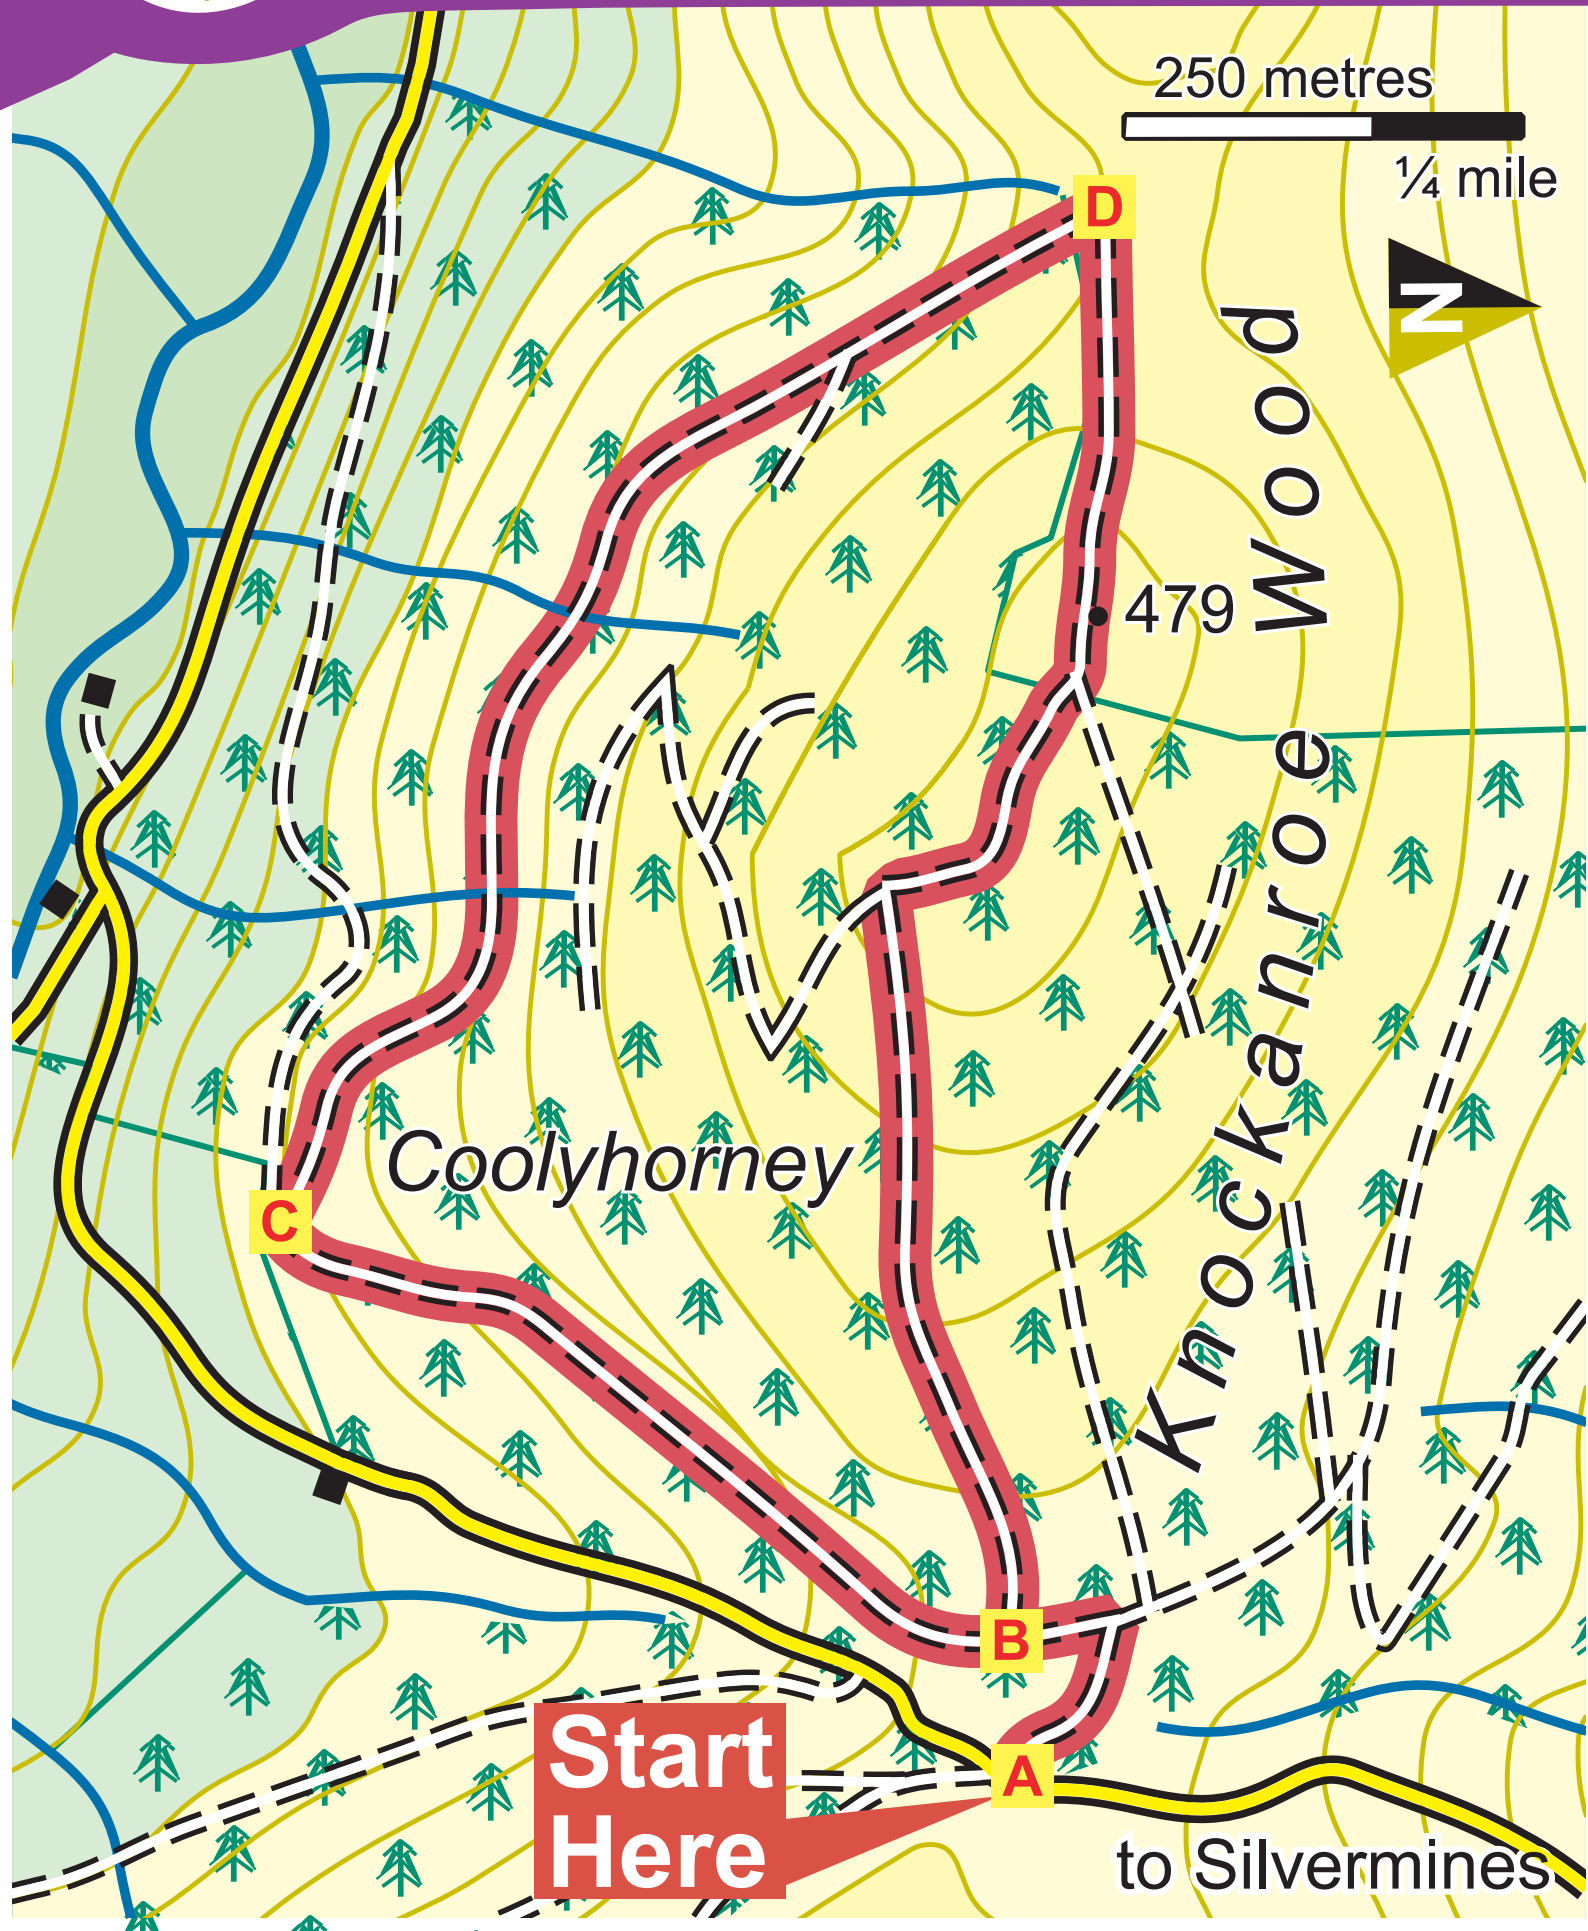 250 metres
¼ mile
D
N
479
Knockanroe Wood
Coolyhorney
C
B
Start
Here
A
to Silvermines